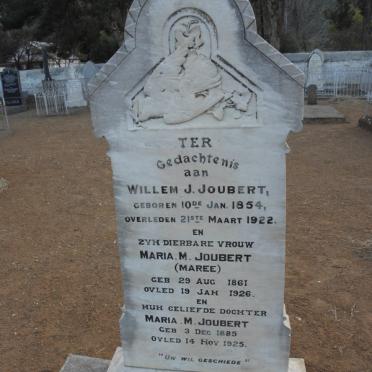 TER
Gedachtenis
aan
WILLEM J. JOUBERT,
GEBOREN 10DE JAN. 1854,
OVERLEDEN 21STE MAART 1922.
EN
ZYN DIERBARE VROUW
MARIA. M. JOUBERT
(MAREE)
GEB 29 AUG 1861
OVLED 19 JAN 1926.
EN
HUN GELIEFDE DOCHTER
MARIA. M. JOUBERT
GEB 3 DEC 1885
OVLED 14 NOV 1925.
"UW WIL GESCHIEDE"